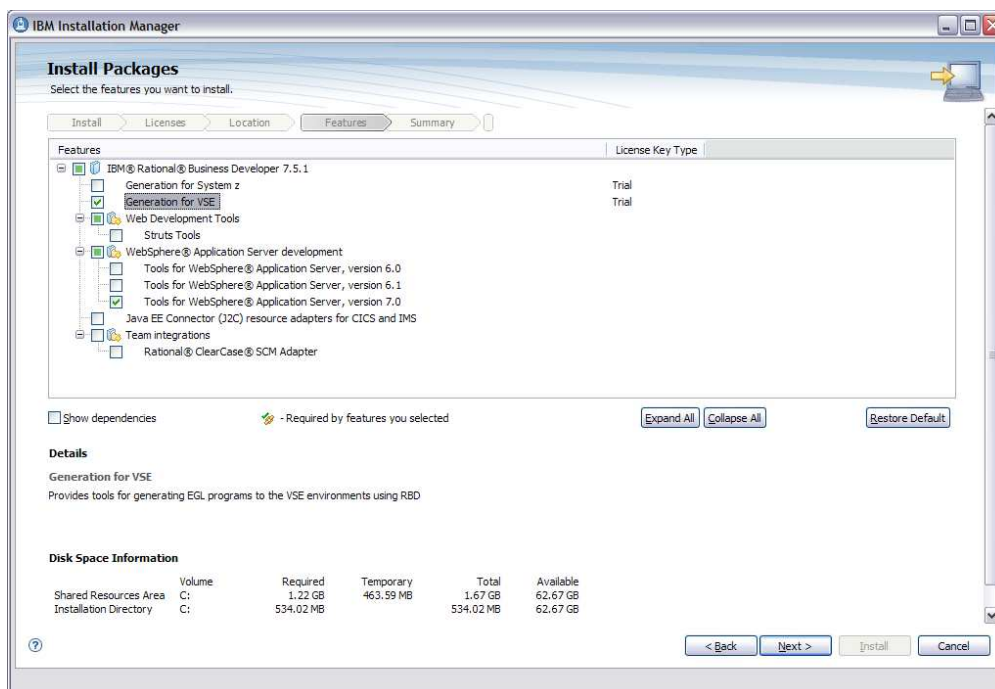 IBM Installation Manager
Install Packages
Select the features you want to install.
Install Licenses Location Features Summary
Features License Key Type
IBM® Rational® Business Developer 7.5.1
Generation for System z Trial
Generation for VSE Trial
Web Development Tools
Struts Tools
WebSphere® Application Server development
Tools for WebSphere® Application Server, version 6.0
Tools for WebSphere® Application Server, version 6.1
Tools for WebSphere® Application Server, version 7.0
Java EE Connector (J2C) resource adapters for CICS and IMS
Team integrations
Rational® ClearCase® SCM Adapter
Show dependencies - Required by features you selected Expand All Collapse All Restore Default
Details
Generation for VSE
Provides tools for generating EGL programs to the VSE environments using RBD
Disk Space Information
Volume Required Temporary Total Available
Shared Resources Area C: 1.22 GB 463.59 MB 1.67 GB 62.67 GB
Installation Directory C: 534.02 MB 534.02 MB 62.67 GB
? < Back Next > Install Cancel